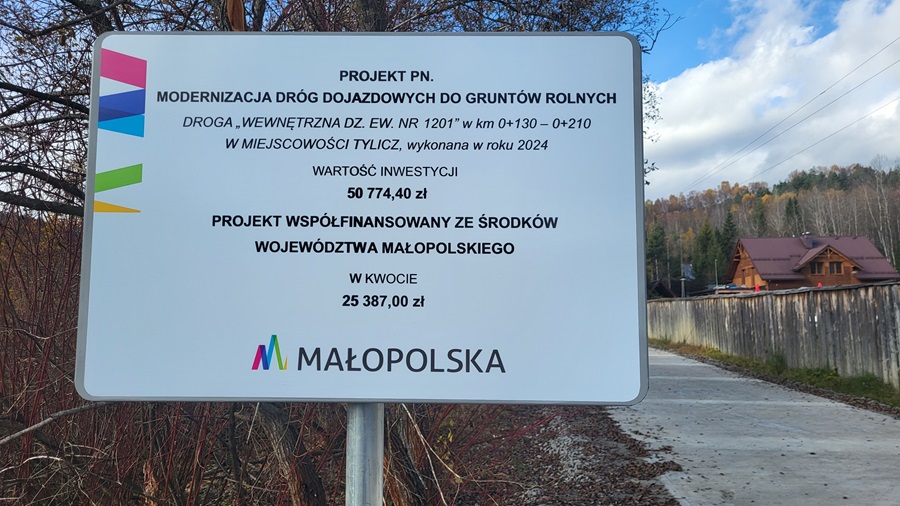 PROJEKT PN.
MODERNIZACJA DRÓG DOJAZDOWYCH DO GRUNTÓW ROLNYCH
DROGA „WEWNĘTRZNA DZ. EW. NR 1201” w km 0+130 – 0+210
W MIEJSCOWOŚCI TYLICZ, wykonana w roku 2024
WARTOŚĆ INWESTYCJI
50 774,40 zł
PROJEKT WSPÓŁFINANSOWANY ZE ŚRODKÓW
WOJEWÓDZTWA MAŁOPOLSKIEGO
W KWOCIE
25 387,00 zł
MAŁOPOLSKA